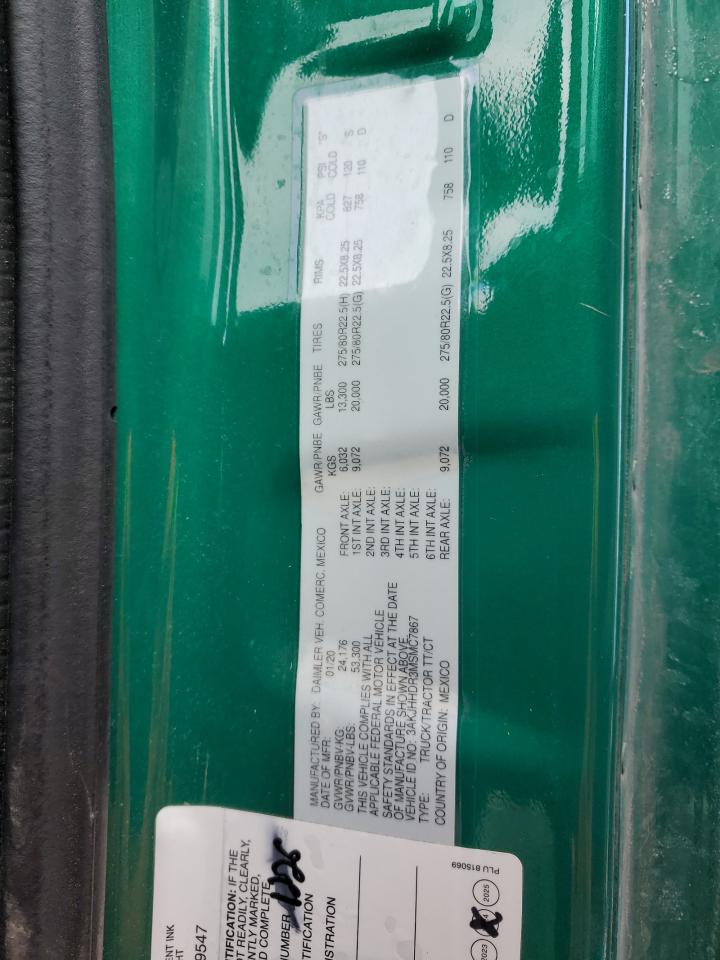 MANUFACTURED BY: DAIMLER VEH. COMERC. MEXICO
DATE OF MFR: 01/20
GVWR/PNBV-KG: 24,176
GVWR/PNBV-LBS: 53,300
THIS VEHICLE COMPLIES WITH ALL
APPLICABLE FEDERAL MOTOR VEHICLE
SAFETY STANDARDS IN EFFECT AT THE DATE
OF MANUFACTURE SHOWN ABOVE
VEHICLE ID NO: 3AKJHHDR3MSMC7867
TYPE: TRUCK/TRACTOR TT/CT
COUNTRY OF ORIGIN: MEXICO
GAWR/PNBE GAWR/PNBE TIRES RIMS KPA PSI "S"
KGS LBS COLD COLD
FRONT AXLE: 6,032 13,300 275/80R22.5(H) 22.5X8.25 827 120 S
1ST INT AXLE: 9,072 20,000 275/80R22.5(G) 22.5X8.25 758 110 D
2ND INT AXLE:
3RD INT AXLE:
4TH INT AXLE:
5TH INT AXLE:
6TH INT AXLE:
REAR AXLE: 9,072 20,000 275/80R22.5(G) 22.5X8.25 758 110 D
ENT INK
HT
9547
TIFICATION: IF THE
OT READILY, CLEARLY,
NTLY MARKED,
D COMPLETE
NUMBER
TIFICATION
ISTRATION
2023 2025
PLU 815069